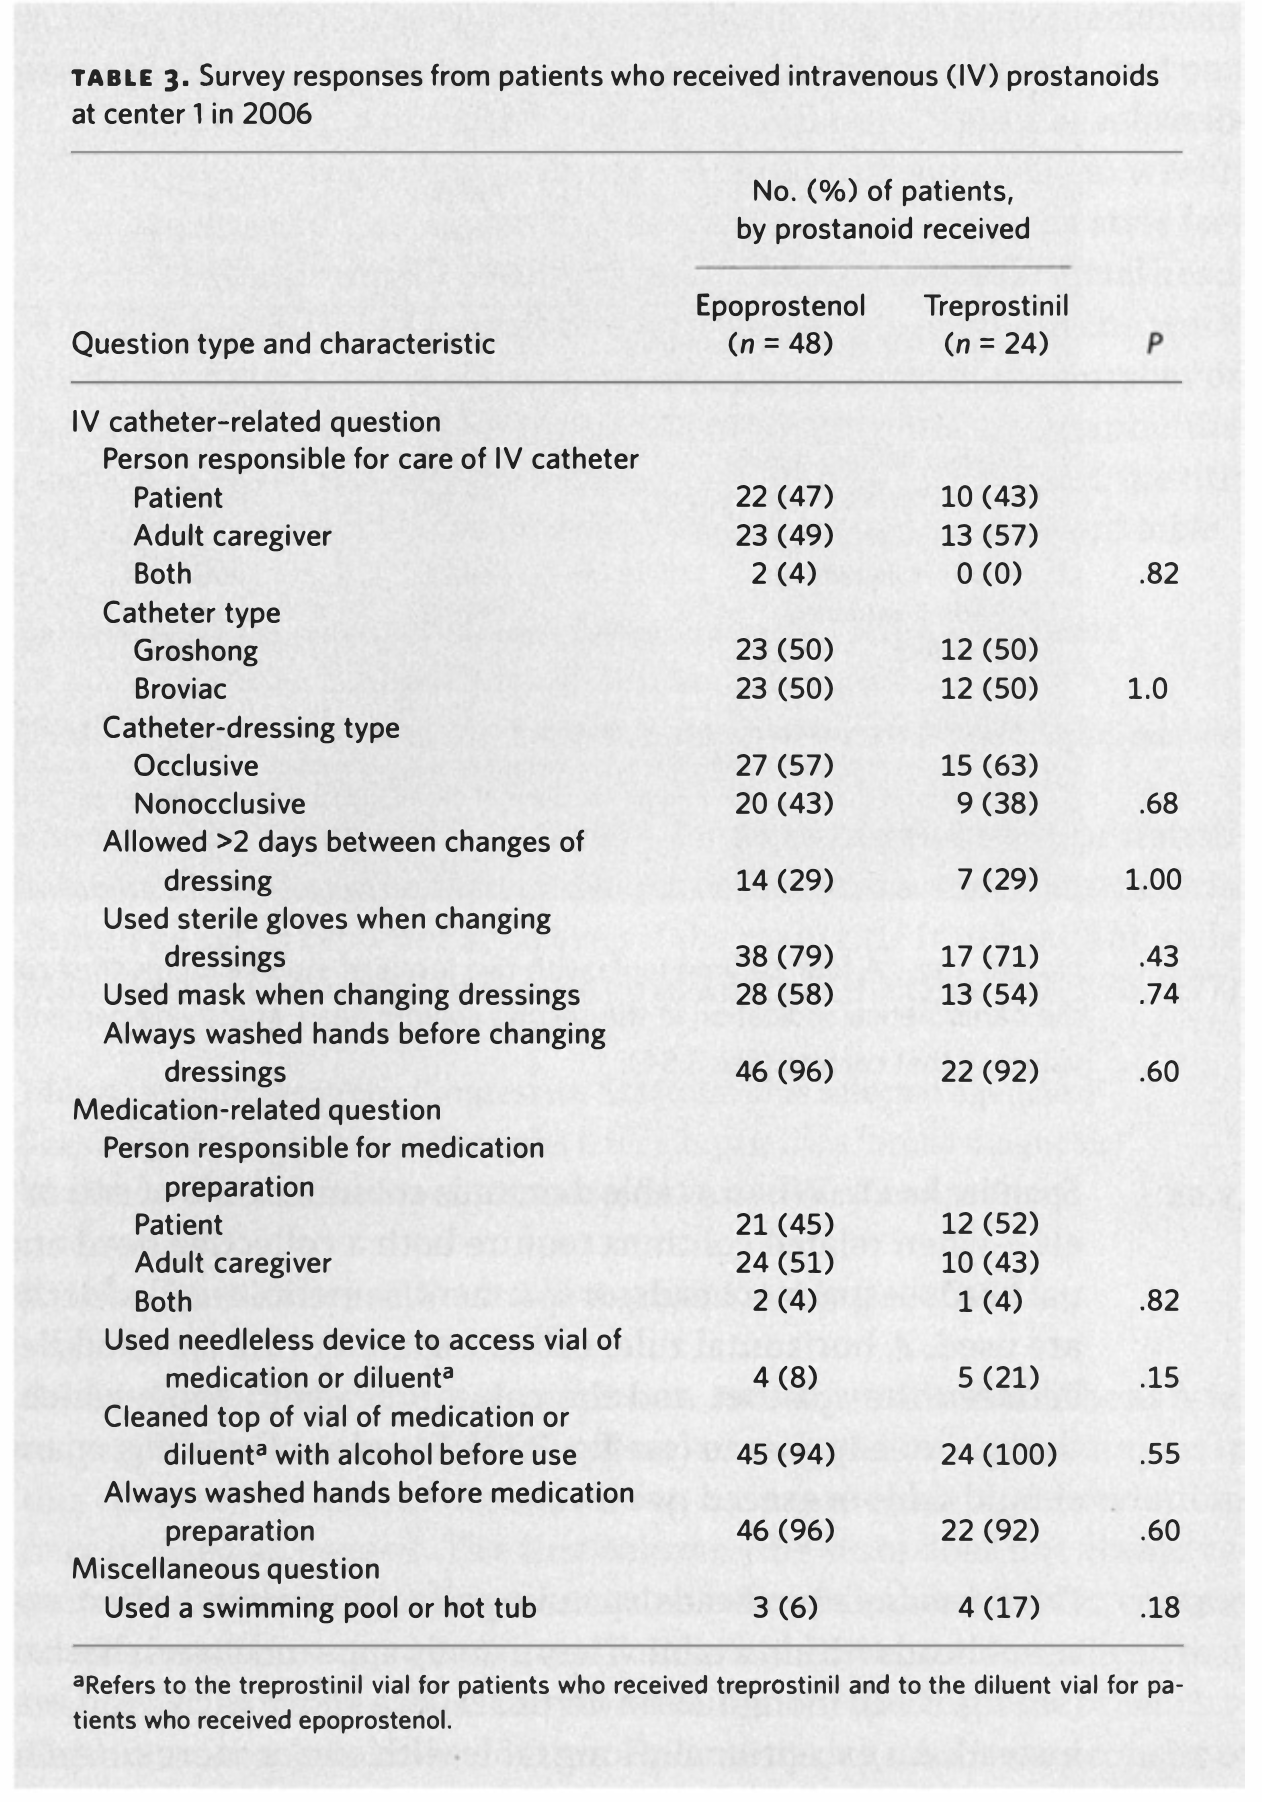 TABLE 3. Survey responses from patients who received intravenous (IV) prostanoids
at center 1 in 2006
No. (%) of patients,
by prostanoid received
Epoprostenol Treprostinil
Question type and characteristic (n = 48) (n = 24) P
IV catheter-related question
Person responsible for care of IV catheter
Patient 22 (47) 10 (43)
Adult caregiver 23 (49) 13 (57)
Both 2 (4) 0 (0) .82
Catheter type
Groshong 23 (50) 12 (50)
Broviac 23 (50) 12 (50) 1.0
Catheter-dressing type
Occlusive 27 (57) 15 (63)
Nonocclusive 20 (43) 9 (38) .68
Allowed >2 days between changes of
dressing 14 (29) 7 (29) 1.00
Used sterile gloves when changing
dressings 38 (79) 17 (71) .43
Used mask when changing dressings 28 (58) 13 (54) .74
Always washed hands before changing
dressings 46 (96) 22 (92) .60
Medication-related question
Person responsible for medication
preparation
Patient 21 (45) 12 (52)
Adult caregiver 24 (51) 10 (43)
Both 2 (4) 1 (4) .82
Used needleless device to access vial of
medication or diluentᵃ 4 (8) 5 (21) .15
Cleaned top of vial of medication or
diluentᵃ with alcohol before use 45 (94) 24 (100) .55
Always washed hands before medication
preparation 46 (96) 22 (92) .60
Miscellaneous question
Used a swimming pool or hot tub 3 (6) 4 (17) .18
ᵃRefers to the treprostinil vial for patients who received treprostinil and to the diluent vial for pa-
tients who received epoprostenol.